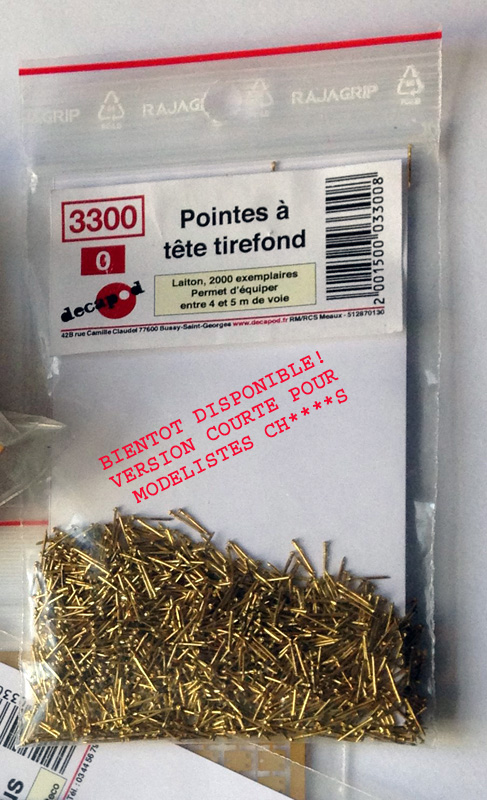 RAJAGRIP
RAJAGRIP
3300
Pointes à
tête tirefond
0
decapod
Laiton, 2000 exemplaires
Permet d'équiper
entre 4 et 5 m de voie
2 001500 033008
42B rue Camille Claudel 77600 Bussy-Saint-Georges www.decapod.fr RM/RCS Meaux - 512870130
BIENTOT DISPONIBLE!
VERSION COURTE POUR
MODELISTES CH****S